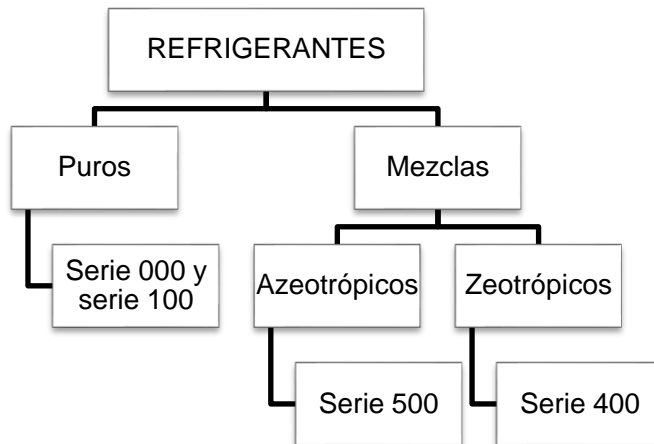 REFRIGERANTES
Puros
Mezclas
Serie 000 y
serie 100
Azeotrópicos
Zeotrópicos
Serie 500
Serie 400